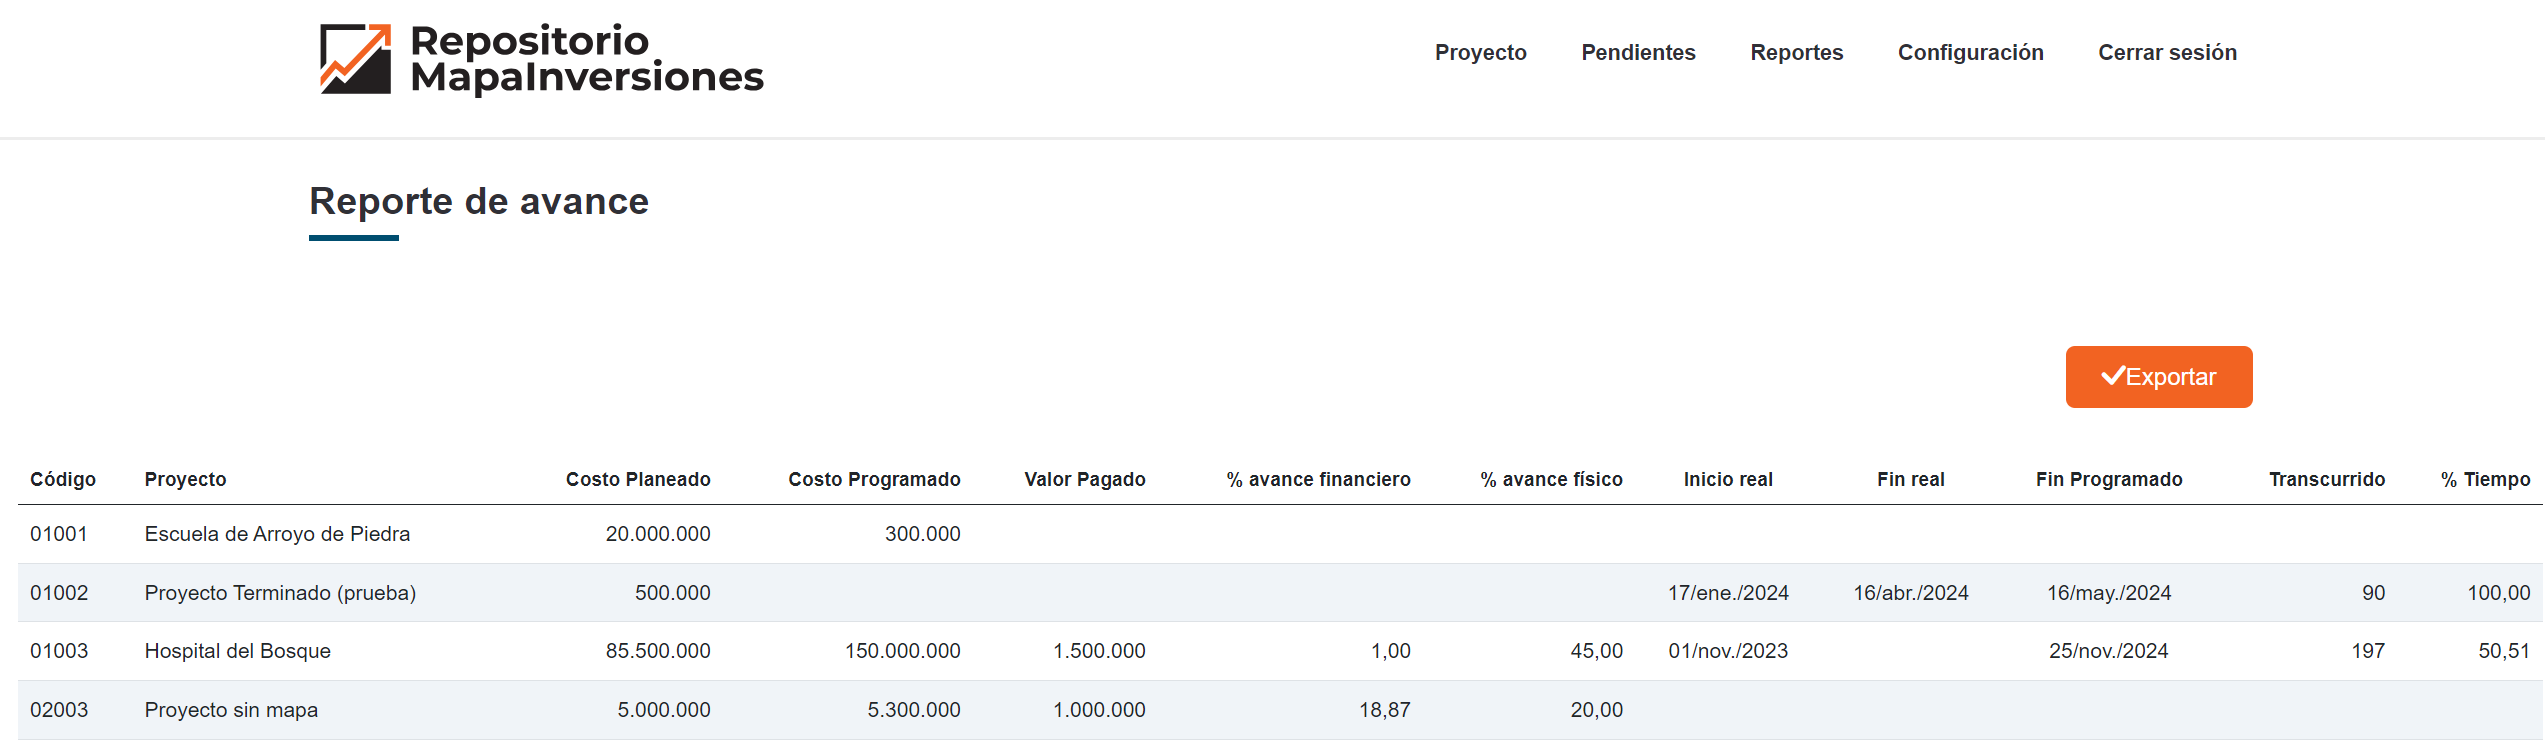 Repositorio
MapaInversiones
Proyecto Pendientes Reportes Configuración Cerrar sesión
Reporte de avance
Exportar
Código Proyecto Costo Planeado Costo Programado Valor Pagado % avance financiero % avance físico Inicio real Fin real Fin Programado Transcurrido % Tiempo
01001 Escuela de Arroyo de Piedra 20.000.000 300.000
01002 Proyecto Terminado (prueba) 500.000 17/ene./2024 16/abr./2024 16/may./2024 90 100,00
01003 Hospital del Bosque 85.500.000 150.000.000 1.500.000 1,00 45,00 01/nov./2023 25/nov./2024 197 50,51
02003 Proyecto sin mapa 5.000.000 5.300.000 1.000.000 18,87 20,00